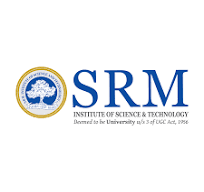 SRM
INSTITUTE OF SCIENCE & TECHNOLOGY
Deemed to be University u/s 3 of UGC Act, 1956